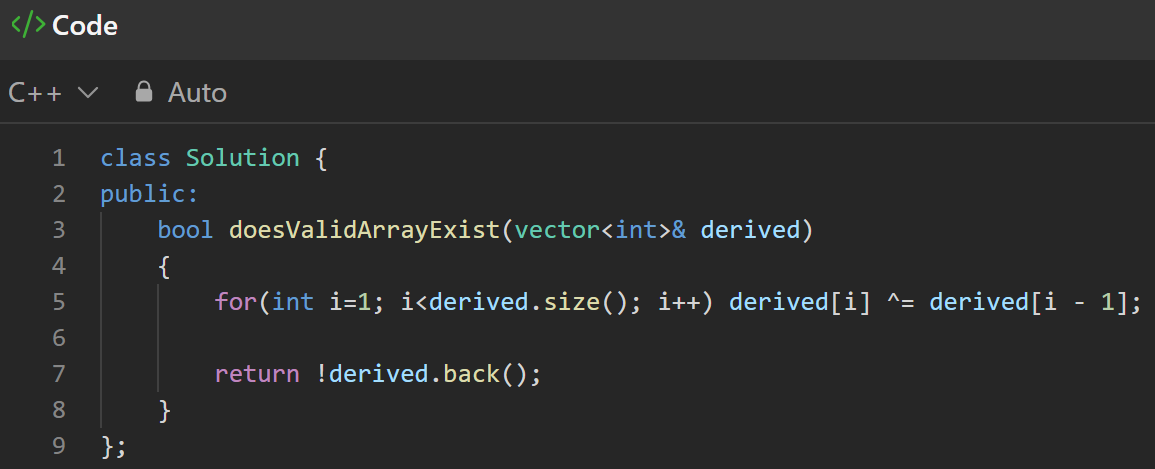 </> Code
C++ Auto
1 class Solution {
2 public:
3     bool doesValidArrayExist(vector<int>& derived)
4     {
5         for(int i=1; i<derived.size(); i++) derived[i] ^= derived[i - 1];
6
7         return !derived.back();
8     }
9 };